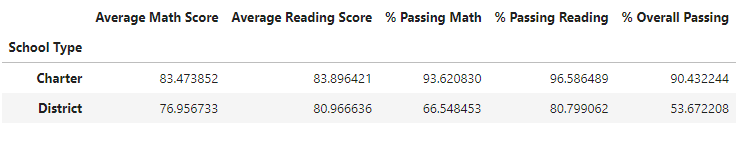 Average Math Score Average Reading Score % Passing Math % Passing Reading % Overall Passing
School Type
Charter 83.473852 83.896421 93.620830 96.586489 90.432244
District 76.956733 80.966636 66.548453 80.799062 53.672208